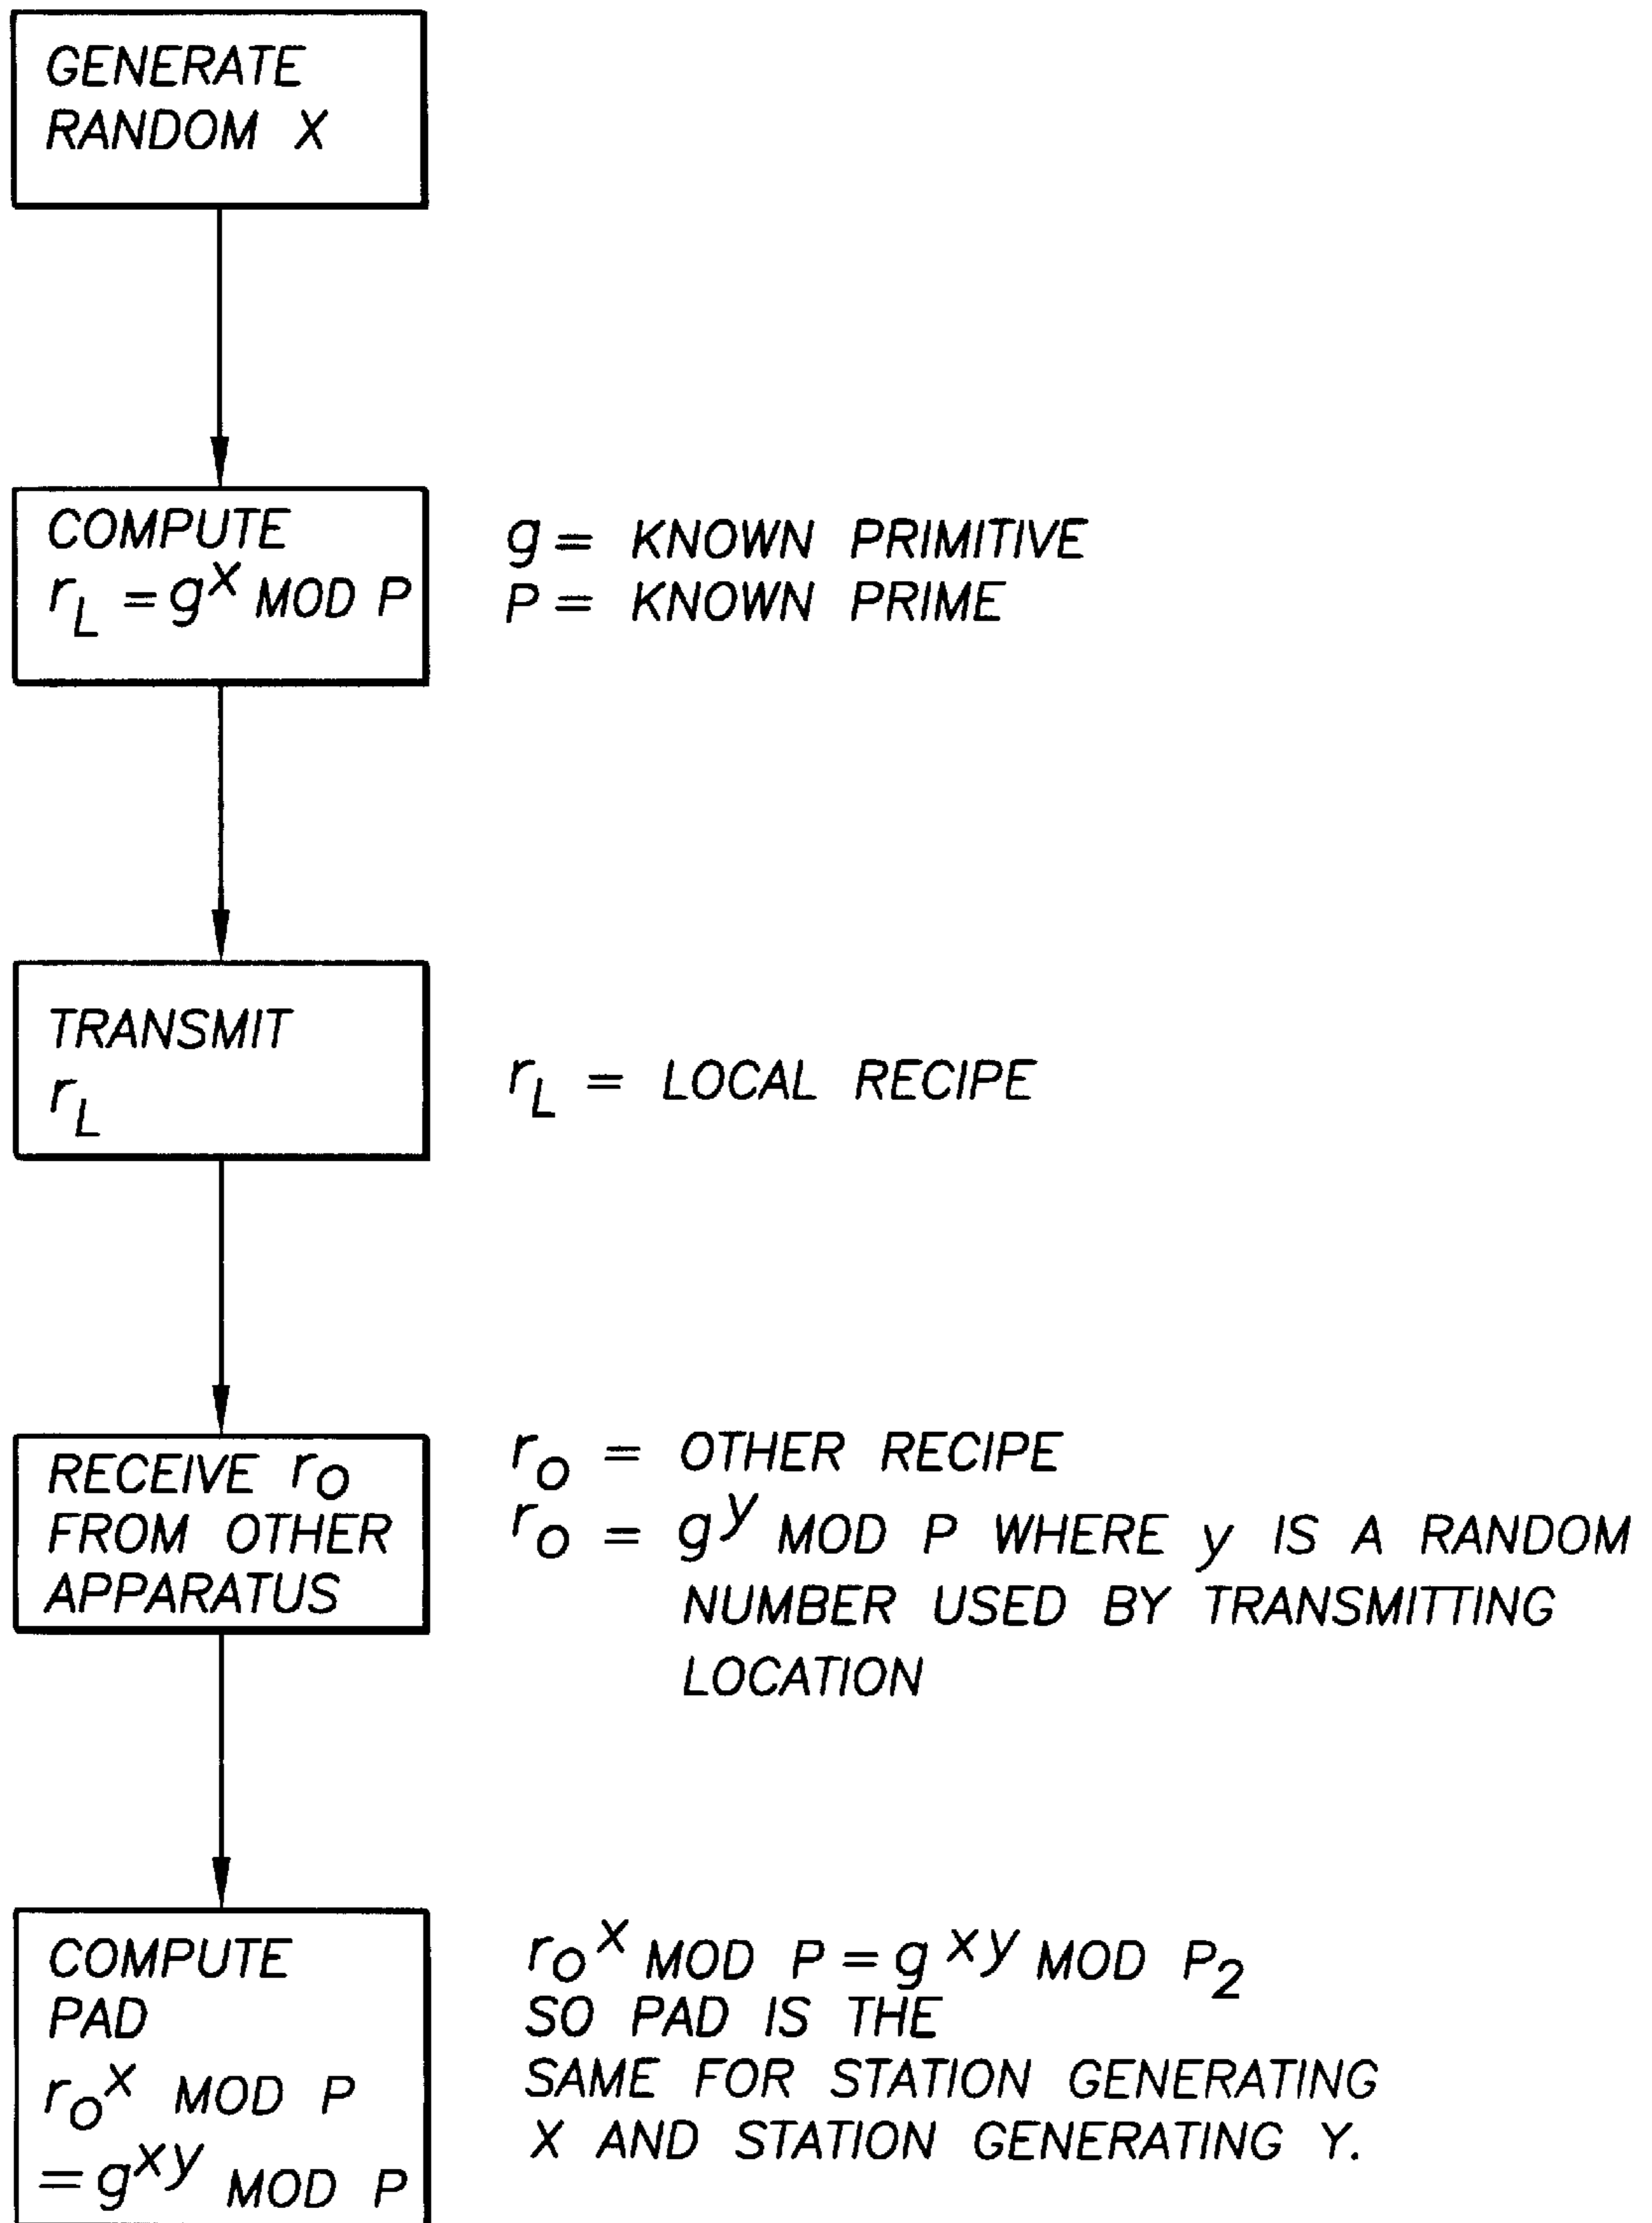 GENERATE
RANDOM X
COMPUTE
r_L = g^x MOD P
g = KNOWN PRIMITIVE
P = KNOWN PRIME
TRANSMIT
r_L
r_L = LOCAL RECIPE
RECEIVE r_O
FROM OTHER
APPARATUS
r_O = OTHER RECIPE
r_O = g^y MOD P WHERE y IS A RANDOM
NUMBER USED BY TRANSMITTING
LOCATION
COMPUTE
PAD
r_O^x MOD P
= g^xy MOD P
r_O^x MOD P = g^xy MOD P_2
SO PAD IS THE
SAME FOR STATION GENERATING
X AND STATION GENERATING Y.